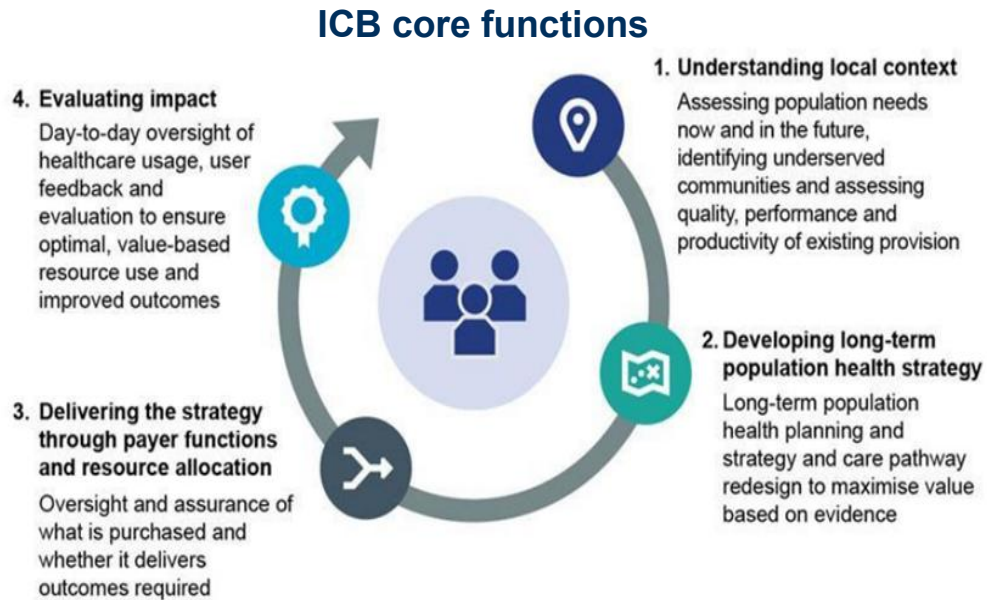 ICB core functions
1. Understanding local context
Assessing population needs
now and in the future,
identifying underserved
communities and assessing
quality, performance and
productivity of existing provision
2. Developing long-term
population health strategy
Long-term population
health planning and
strategy and care pathway
redesign to maximise value
based on evidence
3. Delivering the strategy
through payer functions
and resource allocation
Oversight and assurance of
what is purchased and
whether it delivers
outcomes required
4. Evaluating impact
Day-to-day oversight of
healthcare usage, user
feedback and
evaluation to ensure
optimal, value-based
resource use and
improved outcomes